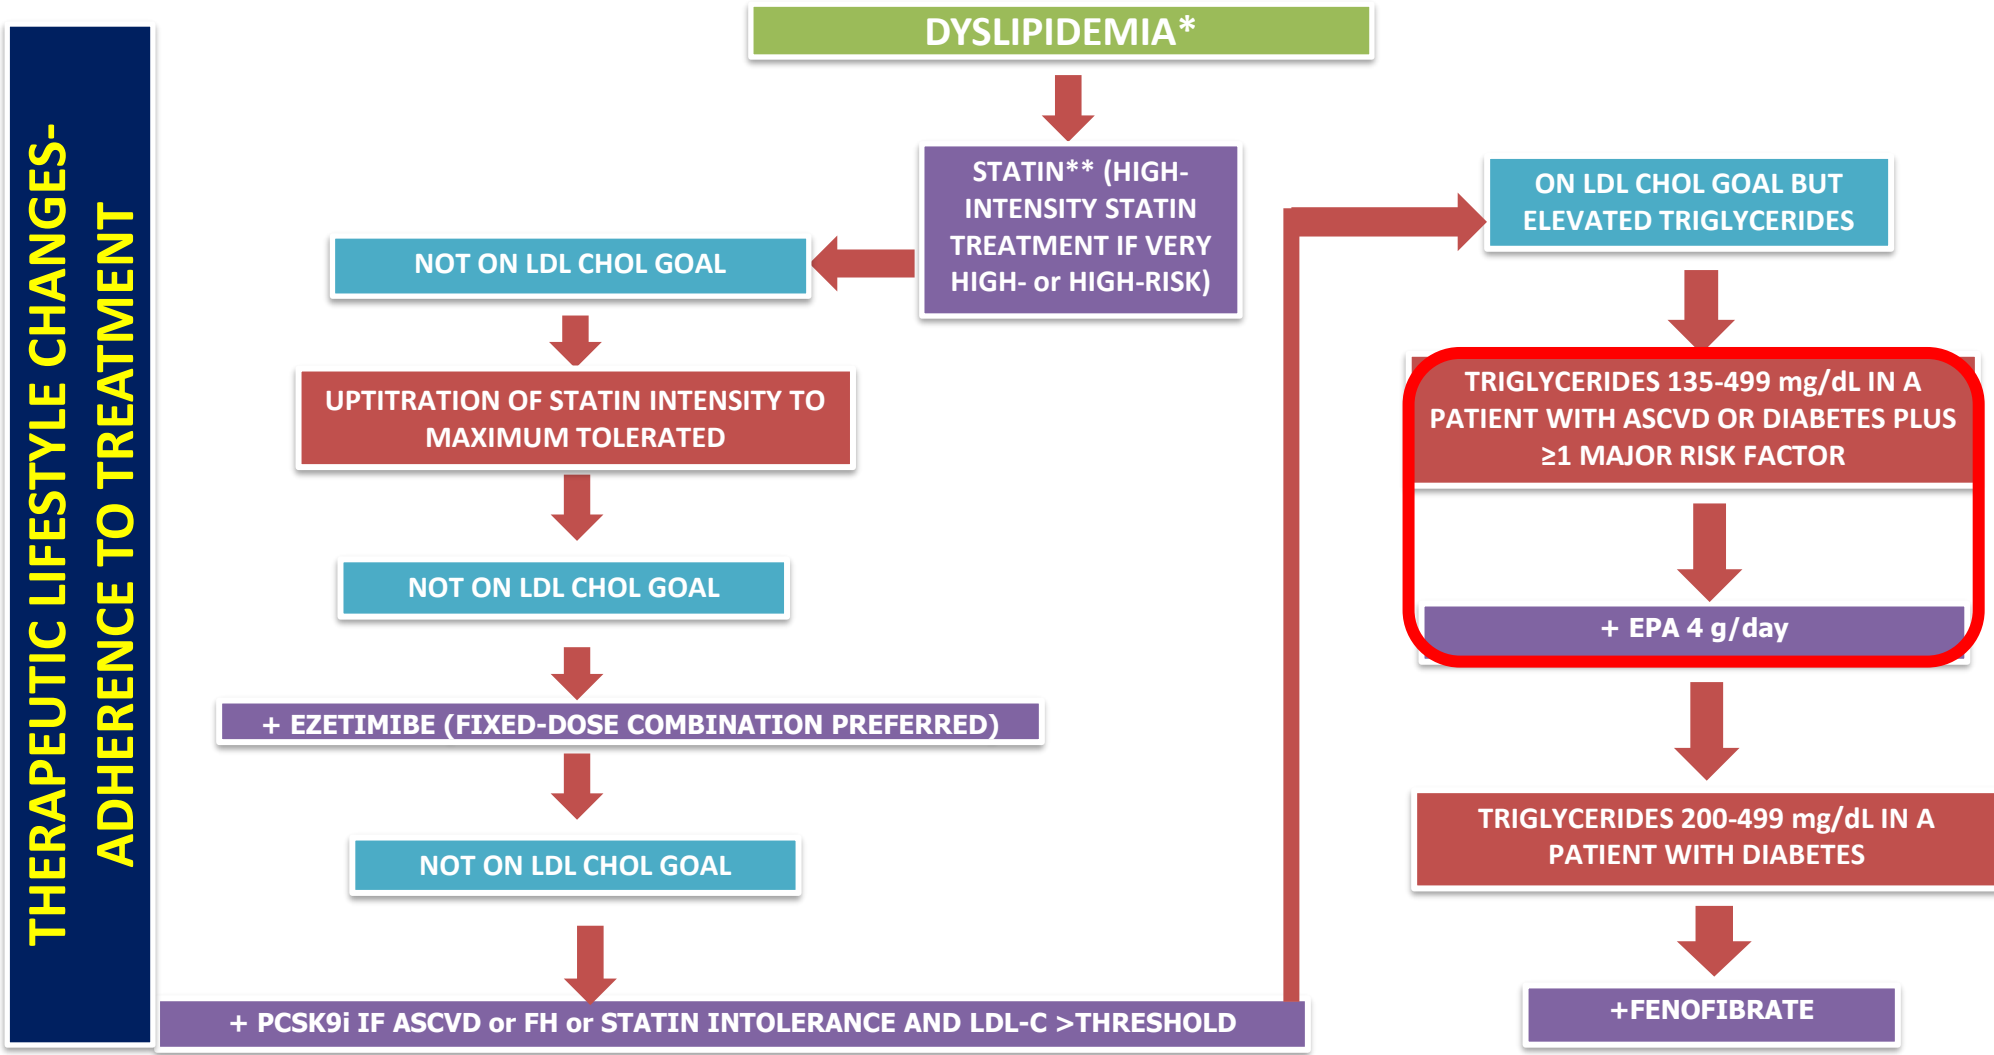 THERAPEUTIC LIFESTYLE CHANGES-
ADHERENCE TO TREATMENT
DYSLIPIDEMIA*
STATIN** (HIGH-
INTENSITY STATIN
TREATMENT IF VERY
HIGH- or HIGH-RISK)
NOT ON LDL CHOL GOAL
UPTITRATION OF STATIN INTENSITY TO
MAXIMUM TOLERATED
NOT ON LDL CHOL GOAL
+ EZETIMIBE (FIXED-DOSE COMBINATION PREFERRED)
NOT ON LDL CHOL GOAL
+ PCSK9i IF ASCVD or FH or STATIN INTOLERANCE AND LDL-C >THRESHOLD
ON LDL CHOL GOAL BUT
ELEVATED TRIGLYCERIDES
TRIGLYCERIDES 135-499 mg/dL IN A
PATIENT WITH ASCVD OR DIABETES PLUS
≥1 MAJOR RISK FACTOR
+ EPA 4 g/day
TRIGLYCERIDES 200-499 mg/dL IN A
PATIENT WITH DIABETES
+FENOFIBRATE